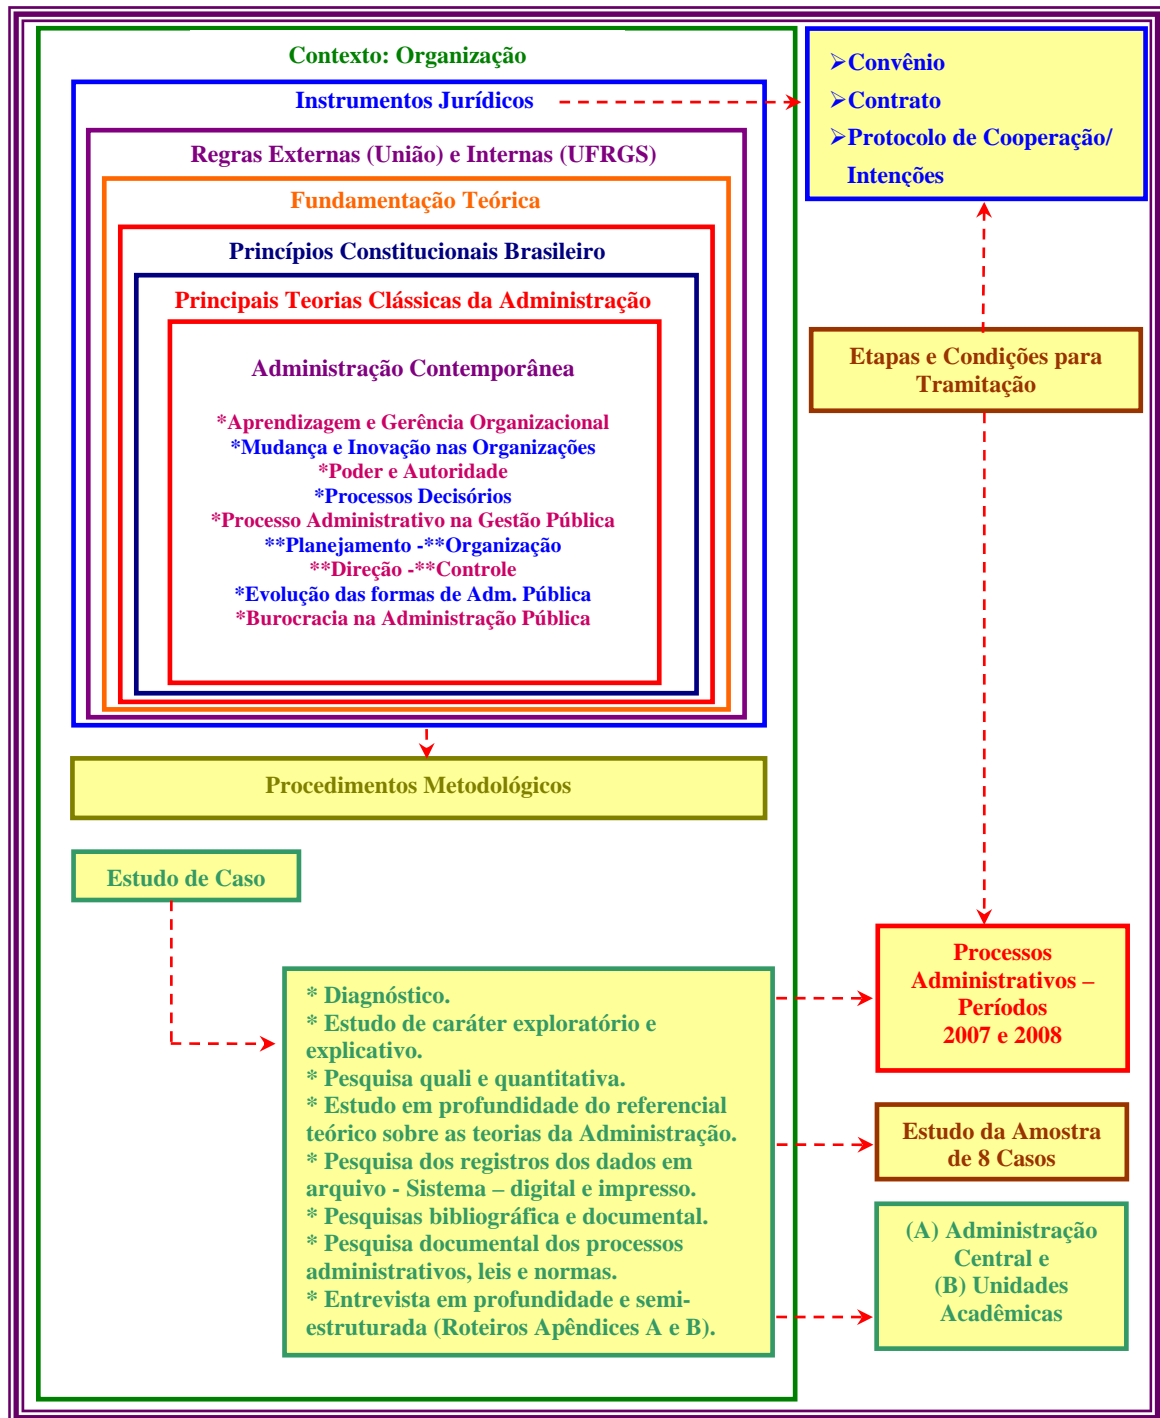 Contexto: Organização
Instrumentos Jurídicos
Regras Externas (União) e Internas (UFRGS)
Fundamentação Teórica
Princípios Constitucionais Brasileiro
Principais Teorias Clássicas da Administração
Administração Contemporânea
*Aprendizagem e Gerência Organizacional
*Mudança e Inovação nas Organizações
*Poder e Autoridade
*Processos Decisórios
*Processo Administrativo na Gestão Pública
**Planejamento -**Organização
**Direção -**Controle
*Evolução das formas de Adm. Pública
*Burocracia na Administração Pública
➢Convênio
➢Contrato
➢Protocolo de Cooperação/
Intenções
Etapas e Condições para
Tramitação
Procedimentos Metodológicos
Estudo de Caso
* Diagnóstico.
* Estudo de caráter exploratório e
explicativo.
* Pesquisa quali e quantitativa.
* Estudo em profundidade do referencial
teórico sobre as teorias da Administração.
* Pesquisa dos registros dos dados em
arquivo - Sistema – digital e impresso.
* Pesquisas bibliográfica e documental.
* Pesquisa documental dos processos
administrativos, leis e normas.
* Entrevista em profundidade e semi-
estruturada (Roteiros Apêndices A e B).
Processos
Administrativos –
Períodos
2007 e 2008
Estudo da Amostra
de 8 Casos
(A) Administração
Central e
(B) Unidades
Acadêmicas